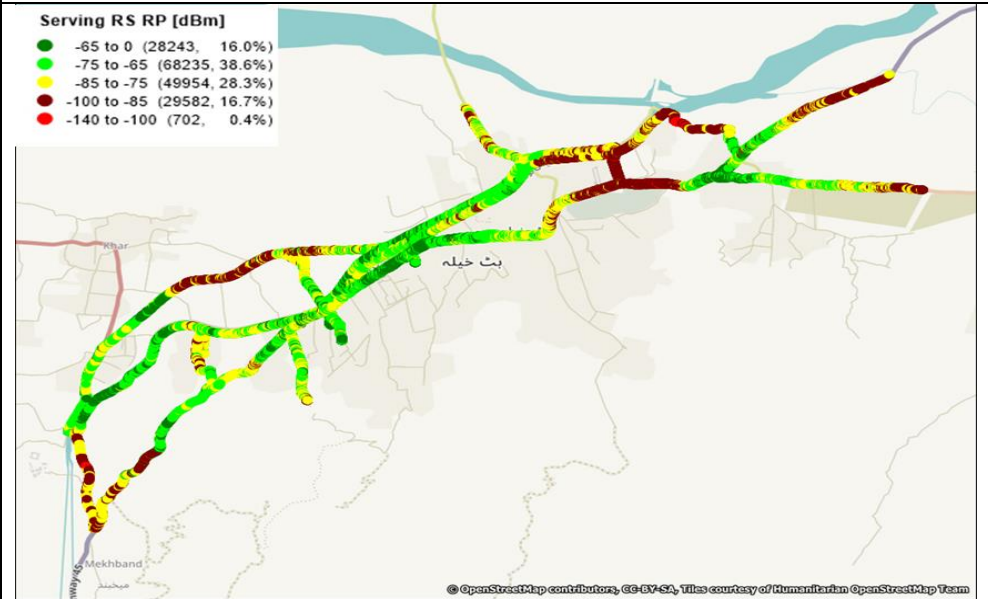 Serving RS RP [dBm]
-65 to 0 (28243, 16.0%)
-75 to -65 (68235, 38.6%)
-85 to -75 (49954, 28.3%)
-100 to -85 (29582, 16.7%)
-140 to -100 (702, 0.4%)
Khar
بٹ خیلہ
Mekhband
میخبند
© OpenStreetMap contributors, CC-BY-SA, Tiles courtesy of Humanitarian OpenStreetMap Team